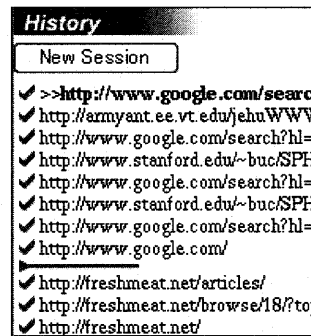 History
New Session
>>http://www.google.com/searc
http://armyant.ee.vt.edu/jehuWWW
http://www.google.com/search?hl=
http://www.stanford.edu/~buc/SPH
http://www.google.com/search?hl=
http://www.stanford.edu/~buc/SPH
http://www.google.com/search?hl=
http://www.google.com/
http://freshmeat.net/articles/
http://freshmeat.net/browse/18/?to
http://freshmeat.net/